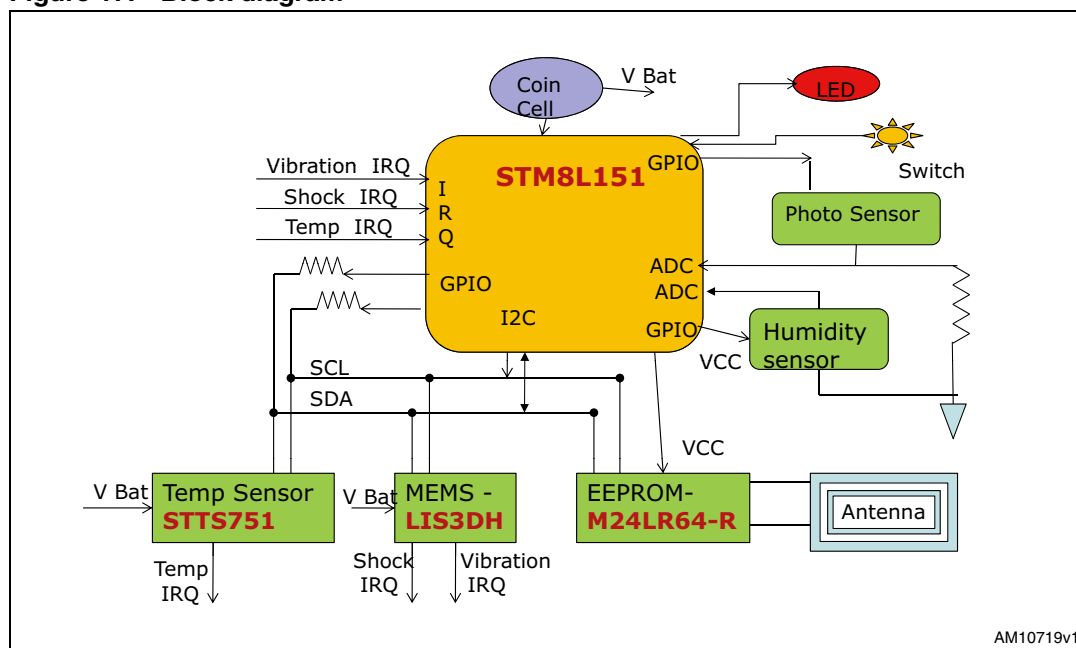 Figure Block diagram
Coin
Cell
V Bat
LED
Switch
Vibration IRQ
Shock IRQ
Temp IRQ
I
R
Q
STM8L151
GPIO
Photo Sensor
GPIO
I2C
ADC
ADC
GPIO
VCC
Humidity
sensor
SCL
SDA
VCC
V Bat
Temp Sensor
STTS751
V Bat
MEMS -
LIS3DH
EEPROM-
M24LR64-R
Antenna
Temp
IRQ
Shock
IRQ
Vibration
IRQ
AM10719v1